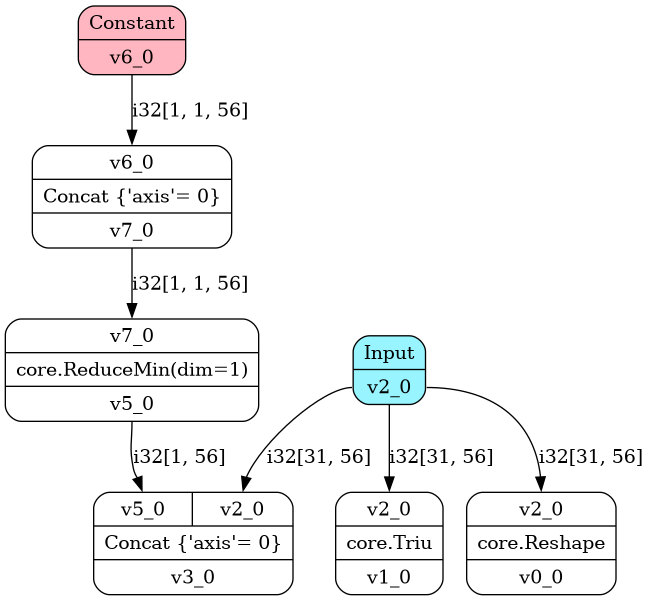 Constant
v6_0
i32[1, 1, 56]
v6_0
Concat {'axis'= 0}
v7_0
i32[1, 1, 56]
v7_0
core.ReduceMin(dim=1)
v5_0
Input
v2_0
i32[1, 56]
i32[31, 56]
i32[31, 56]
i32[31, 56]
v5_0 v2_0
Concat {'axis'= 0}
v3_0
v2_0
core.Triu
v1_0
v2_0
core.Reshape
v0_0